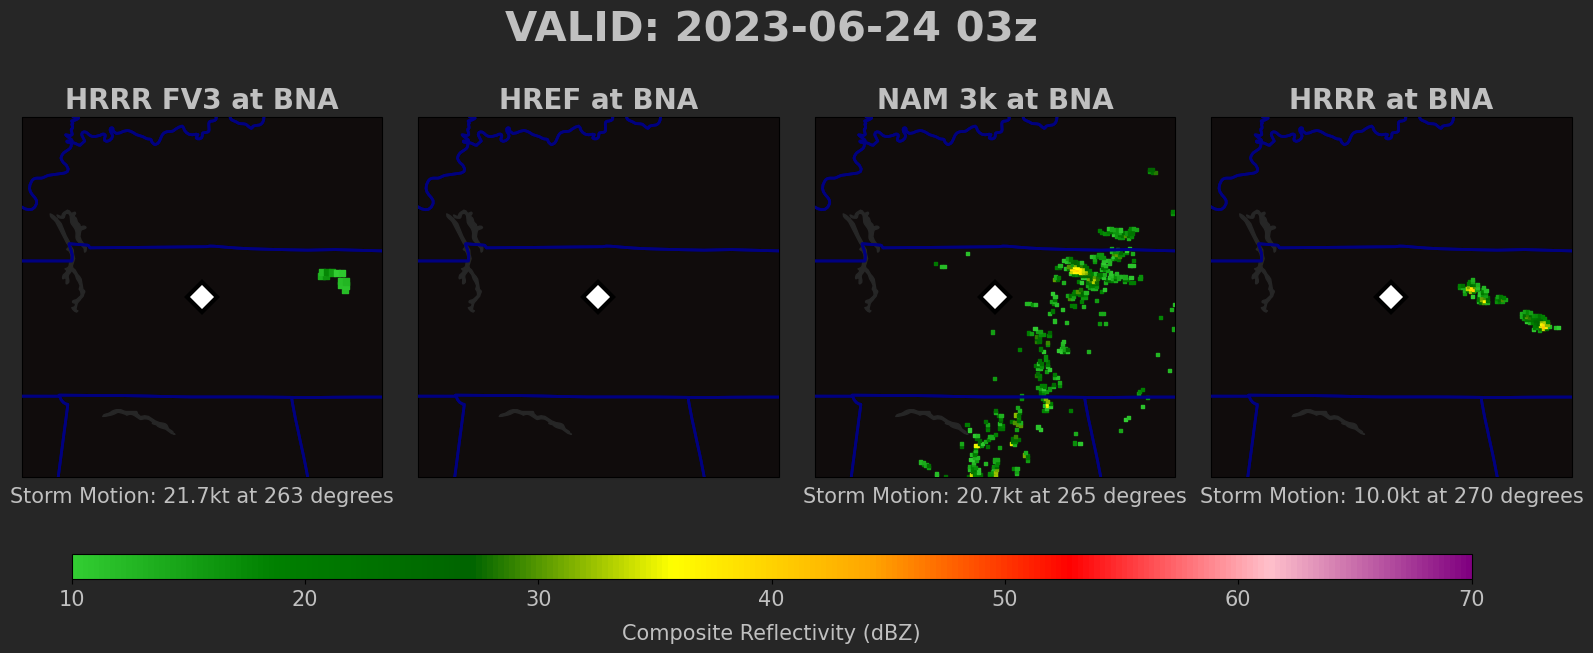 VALID: 2023-06-24 03z
HRRR FV3 at BNA
HREF at BNA
NAM 3k at BNA
HRRR at BNA
Storm Motion: 21.7kt at 263 degrees
Storm Motion: 20.7kt at 265 degrees
Storm Motion: 10.0kt at 270 degrees
10 20 30 40 50 60 70
Composite Reflectivity (dBZ)